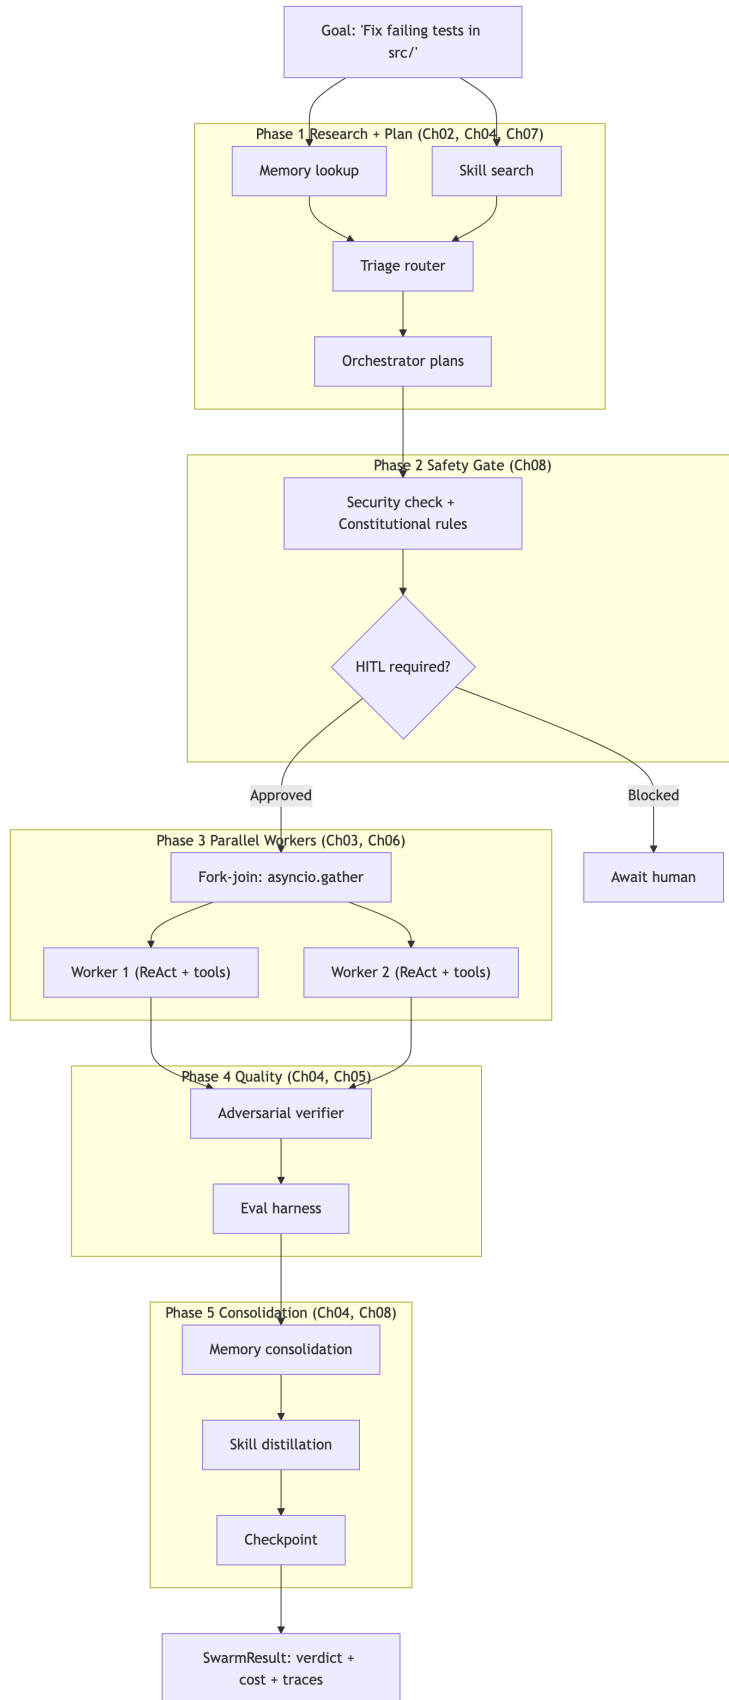 Goal: 'Fix failing tests in
src/'
Phase 1 Research + Plan (Ch02, Ch04, Ch07)
Memory lookup
Skill search
Triage router
Orchestrator plans
Phase 2 Safety Gate (Ch08)
Security check +
Constitutional rules
HITL required?
Approved
Blocked
Phase 3 Parallel Workers (Ch03, Ch06)
Fork-join: asyncio.gather
Await human
Worker 1 (ReAct + tools)
Worker 2 (ReAct + tools)
Phase 4 Quality (Ch04, Ch05)
Adversarial verifier
Eval harness
Phase 5 Consolidation (Ch04, Ch08)
Memory consolidation
Skill distillation
Checkpoint
SwarmResult: verdict +
cost + traces